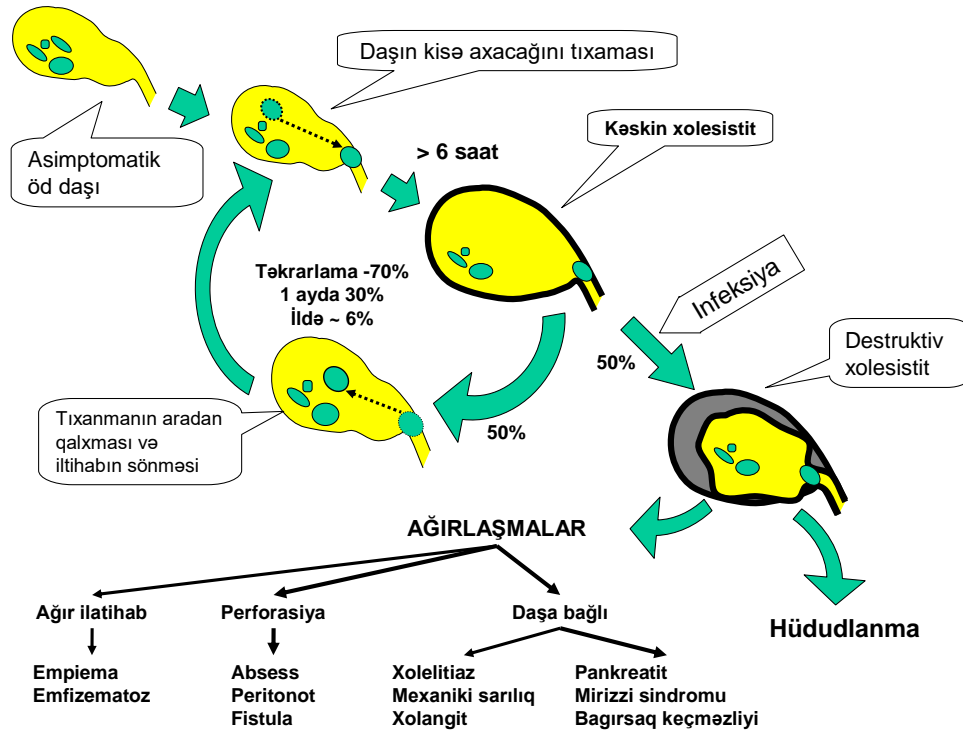 Daşın kisə axacağını tıxaması
Asimptomatik
öd daşı
> 6 saat
Kəskin xolesistit
Təkrarlama -70%
1 ayda 30%
İldə ~ 6%
Infeksiya
50%
Destruktiv
xolesistit
Tıxanmanın aradan
qalxması və
iltihabın sönməsi
50%
AĞIRLAŞMALAR
Ağır ilatihab
Perforasiya
Daşa bağlı
Hüdudlanma
Empiema
Emfizematoz
Absess
Peritonot
Fistula
Xolelitiaz
Mexaniki sarılıq
Xolangit
Pankreatit
Mirizzi sindromu
Bagırsaq keçməzliyi